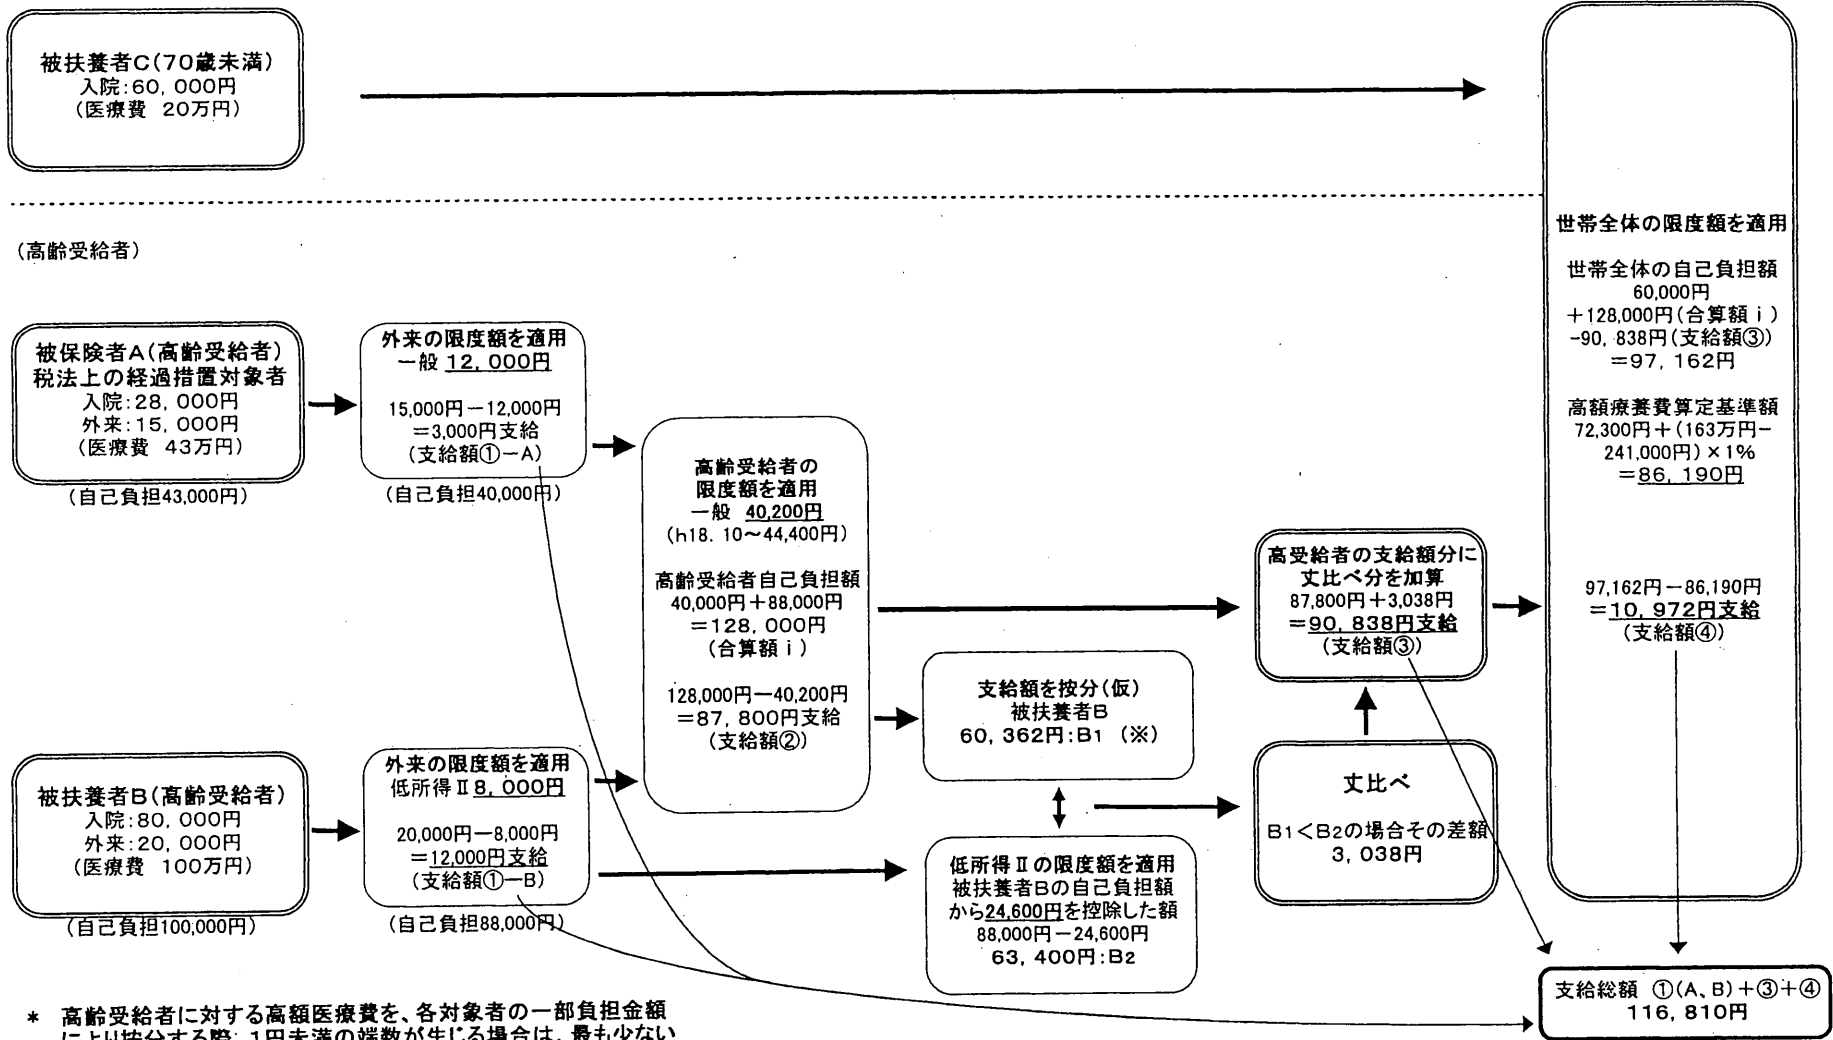 被扶養者C(70歳未満)
入院:60,000円
(医療費 20万円)
(高齢受給者)
被保険者A(高齢受給者)
税法上の経過措置対象者
入院:28,000円
外来:15,000円
(医療費 43万円)
(自己負担43,000円)
外来の限度額を適用
一般 12,000円
15,000円-12,000円
=3,000円支給
(支給額①-A)
(自己負担40,000円)
被扶養者B(高齢受給者)
入院:80,000円
外来:20,000円
(医療費 100万円)
(自己負担100,000円)
外来の限度額を適用
低所得Ⅱ 8,000円
20,000円-8,000円
=12,000円支給
(支給額①-B)
(自己負担88,000円)
高齢受給者の
限度額を適用
一般 40,200円
(h18.10~44,400円)
高齢受給者自己負担額
40,000円+88,000円
=128,000円
(合算額ⅰ)
128,000円-40,200円
=87,800円支給
(支給額②)
支給額を按分(仮)
被扶養者B
60,362円:B1 (※)
低所得Ⅱの限度額を適用
被扶養者Bの自己負担額
から24,600円を控除した額
88,000円-24,600円
63,400円:B2
高受給者の支給額分に
丈比べ分を加算
87,800円+3,038円
=90,838円支給
(支給額③)
丈比べ
B1<B2の場合その差額
3,038円
世帯全体の限度額を適用
世帯全体の自己負担額
60,000円
+128,000円(合算額ⅰ)
-90,838円(支給額③)
=97,162円
高額療養費算定基準額
72,300円+(163万円-
241,000円)×1%
=86,190円
97,162円-86,190円
=10,972円支給
(支給額④)
支給総額 ①(A、B)+③+④
116,810円
* 高齢受給者に対する高額医療費を、各対象者の一部負担金額
により按分する際、1円未満の端数が生じる場合は、最も少ない